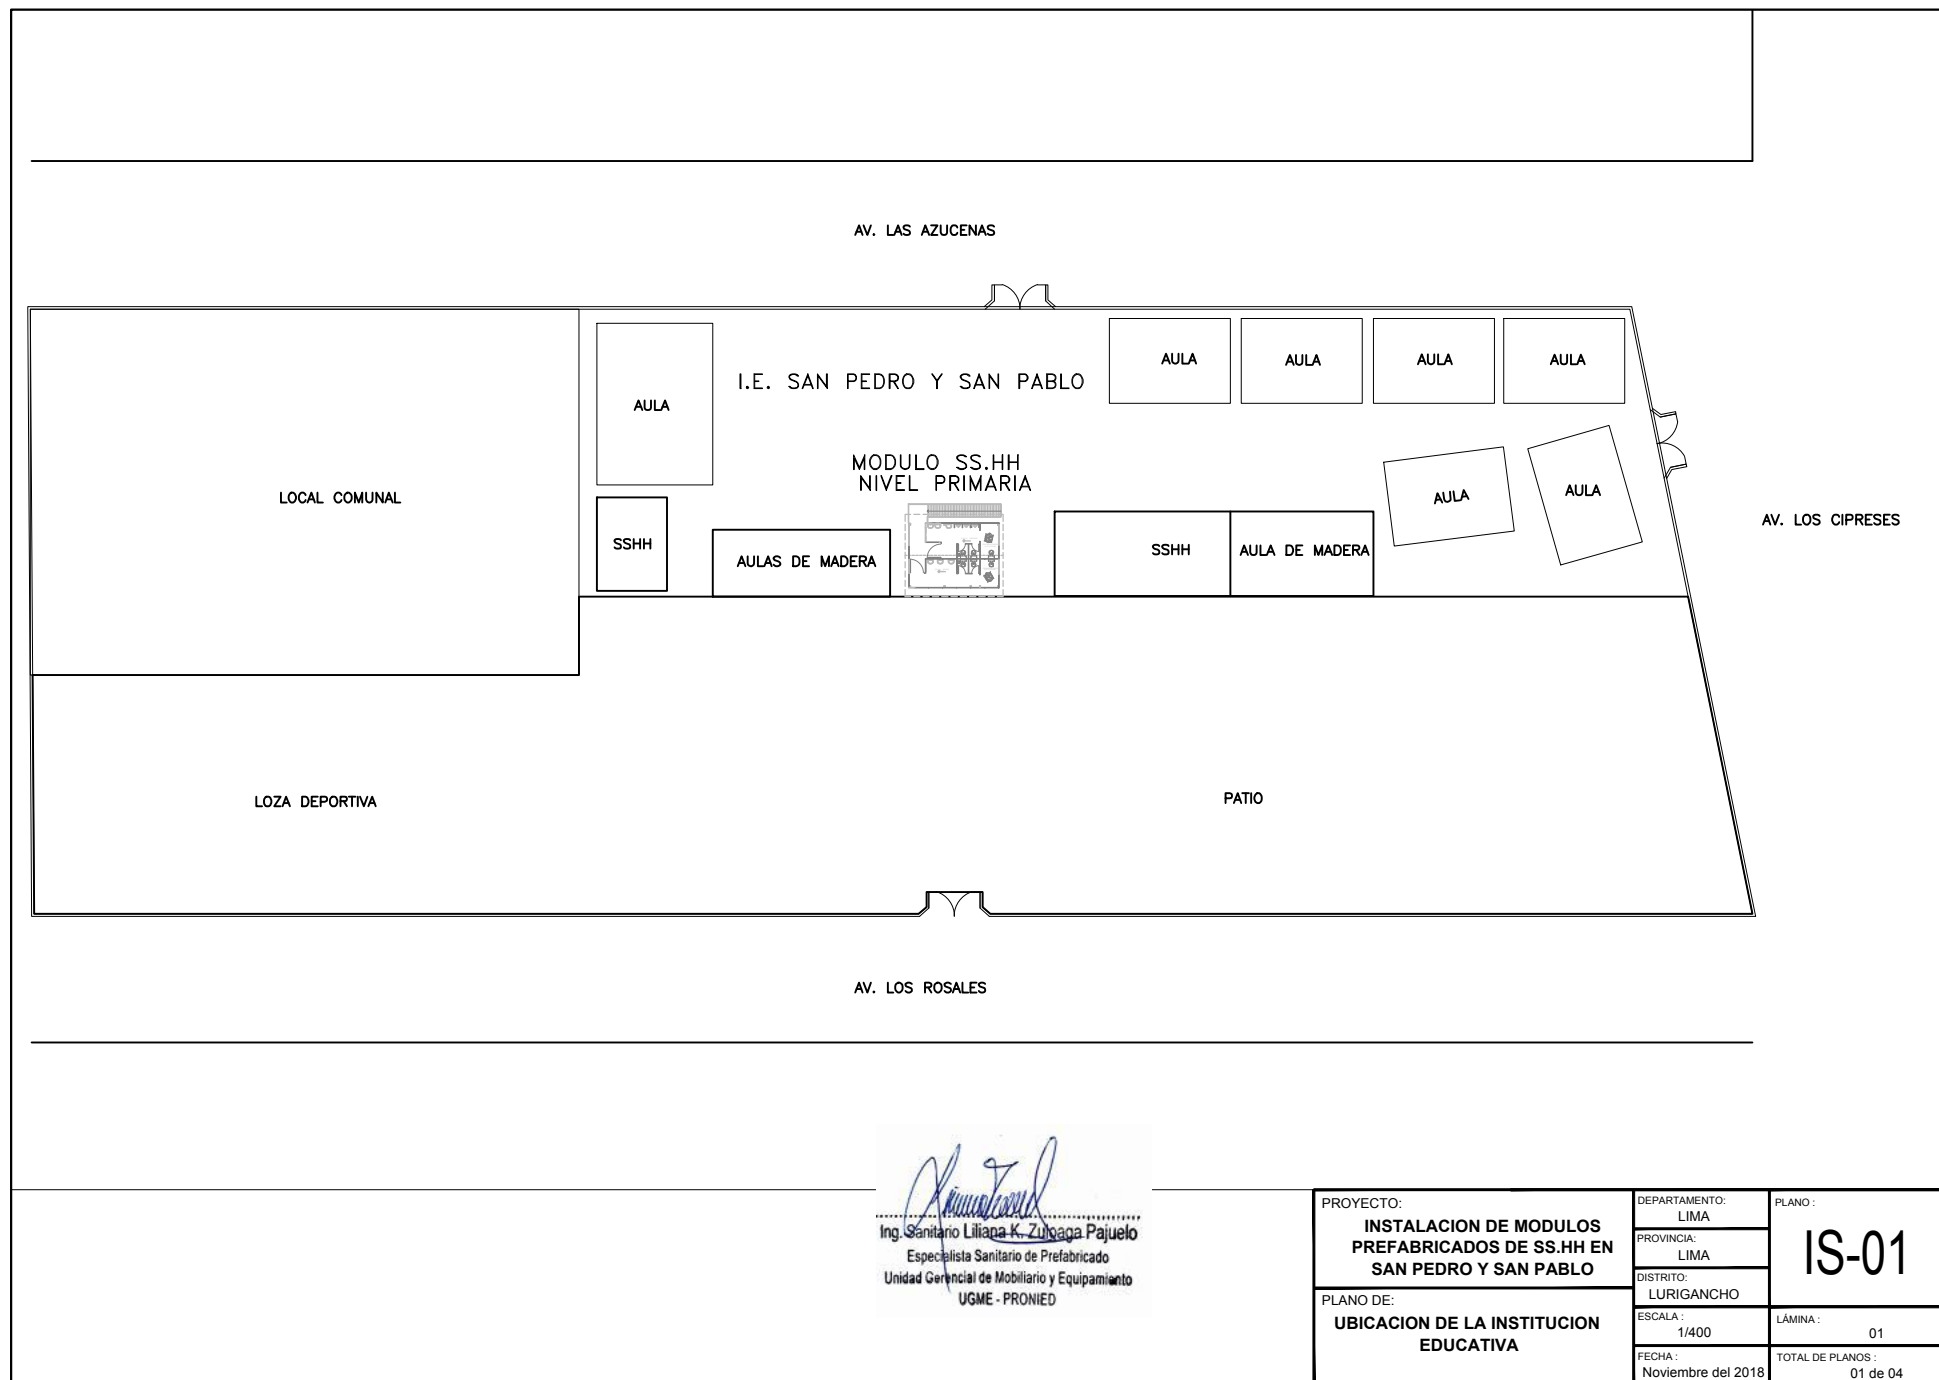 AV. LAS AZUCENAS
AULA
AULA
AULA
AULA
I.E. SAN PEDRO Y SAN PABLO
AULA
MODULO SS.HH
NIVEL PRIMARIA
LOCAL COMUNAL
AULA
AULA
AV. LOS CIPRESES
SSHH
AULAS DE MADERA
SSHH
AULA DE MADERA
LOZA DEPORTIVA
PATIO
AV. LOS ROSALES
Ing. Sanitario Liliana K. Zuloaga Pajuelo
Especialista Sanitario de Prefabricado
Unidad Gerencial de Mobiliario y Equipamiento
UGME - PRONIED
PROYECTO:
INSTALACION DE MODULOS
PREFABRICADOS DE SS.HH EN
SAN PEDRO Y SAN PABLO
PLANO DE:
UBICACION DE LA INSTITUCION
EDUCATIVA
DEPARTAMENTO:
LIMA
PROVINCIA:
LIMA
DISTRITO:
LURIGANCHO
ESCALA :
1/400
FECHA :
Noviembre del 2018
PLANO :
IS-01
LÁMINA :
01
TOTAL DE PLANOS :
01 de 04